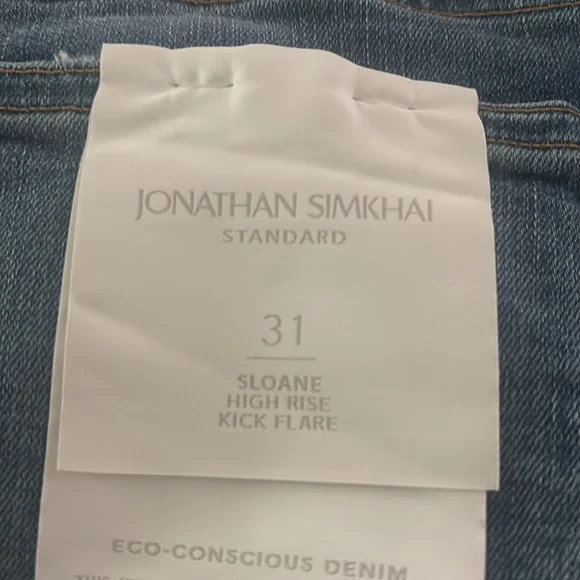 JONATHAN SIMKHAI
STANDARD
31
SLOANE
HIGH RISE
KICK FLARE
ECO-CONSCIOUS DENIM